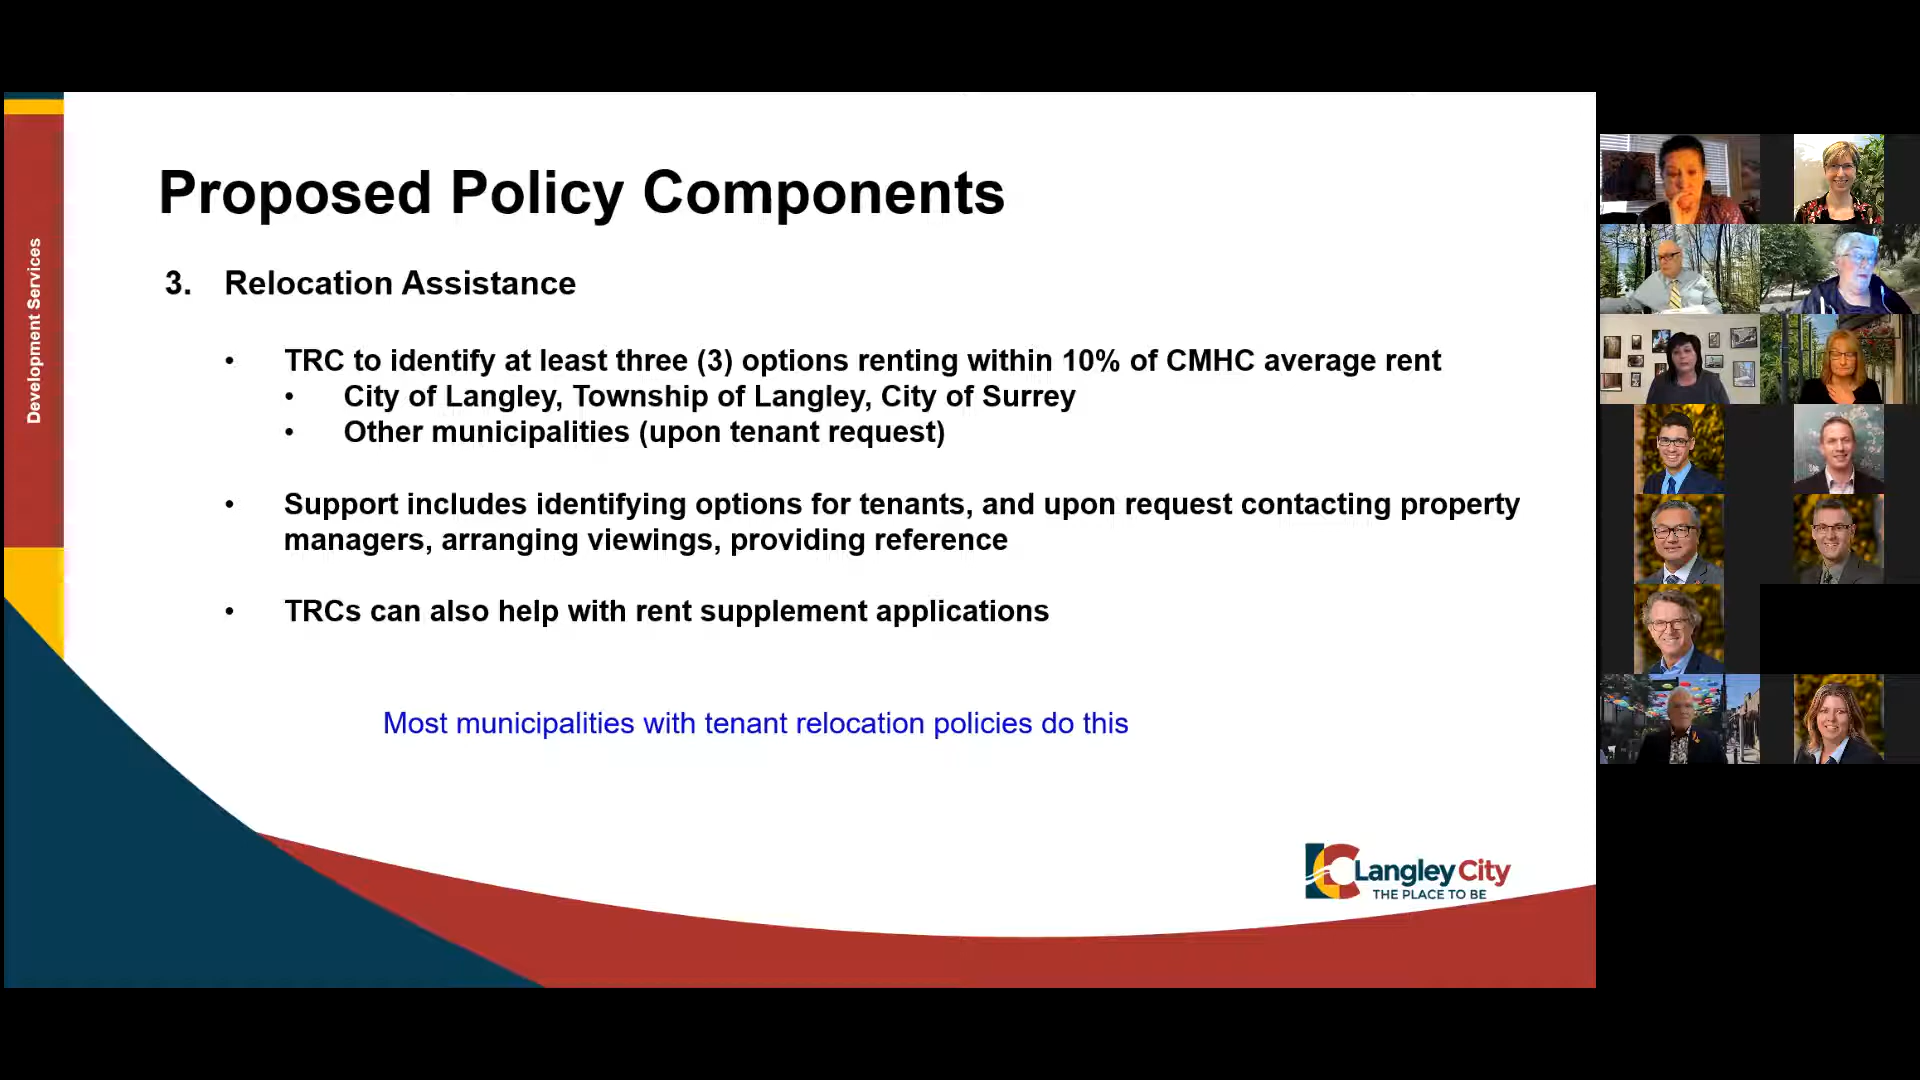 Development Services
Proposed Policy Components
3. Relocation Assistance
• TRC to identify at least three (3) options renting within 10% of CMHC average rent
• City of Langley, Township of Langley, City of Surrey
• Other municipalities (upon tenant request)
• Support includes identifying options for tenants, and upon request contacting property
managers, arranging viewings, providing reference
• TRCs can also help with rent supplement applications
Most municipalities with tenant relocation policies do this
LC Langley City
THE PLACE TO BE